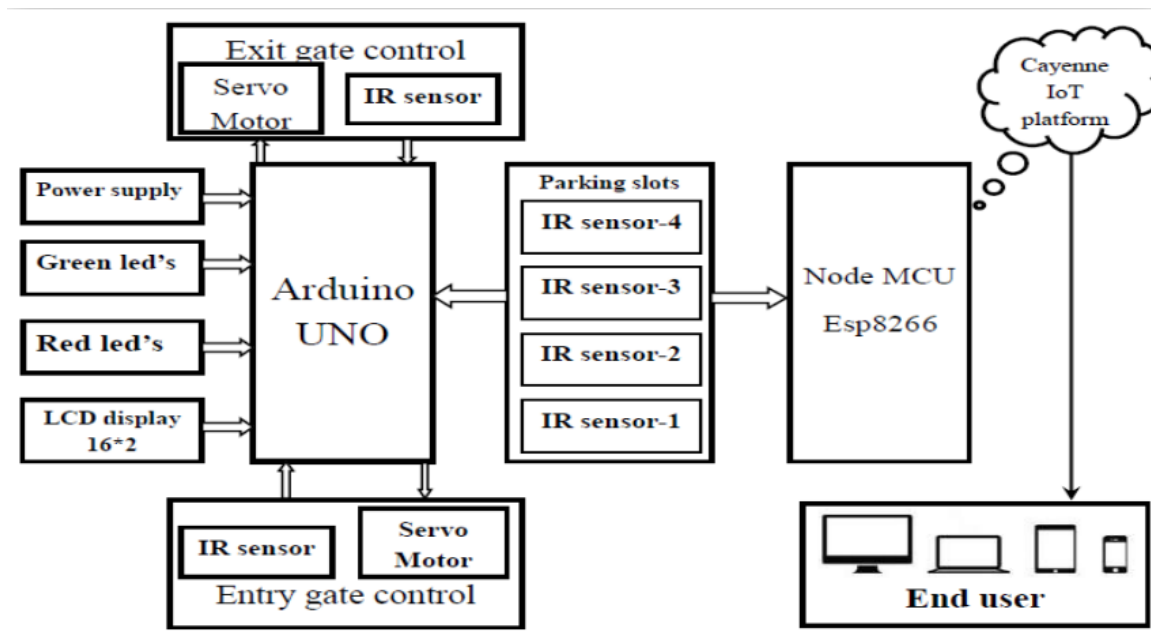 Exit gate control
Servo
Motor
IR sensor
Power supply
Green led's
Red led's
LCD display
16*2
Arduino
UNO
Parking slots
IR sensor-4
IR sensor-3
IR sensor-2
IR sensor-1
Node MCU
Esp8266
Cayenne
IoT
platform
IR sensor
Servo
Motor
Entry gate control
End user